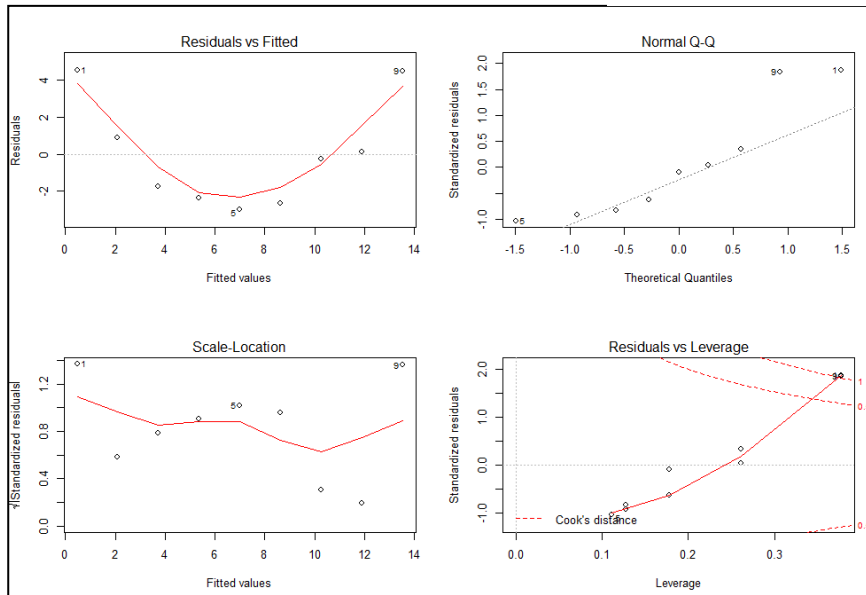 Residuals vs Fitted
Residuals
4
2
0
-2
1
9
5
0 2 4 6 8 10 12 14
Fitted values
Normal Q-Q
Standardized residuals
2.0
1.5
1.0
0.5
0.0
-1.0
9
1
5
-1.5 -1.0 -0.5 0.0 0.5 1.0 1.5
Theoretical Quantiles
Scale-Location
√|Standardized residuals|
1.2
0.8
0.4
0.0
1
9
5
0 2 4 6 8 10 12 14
Fitted values
Residuals vs Leverage
Standardized residuals
2.0
1.0
0.0
-1.0
1
0.
5
Cook's distance
0.
0.0 0.1 0.2 0.3
Leverage